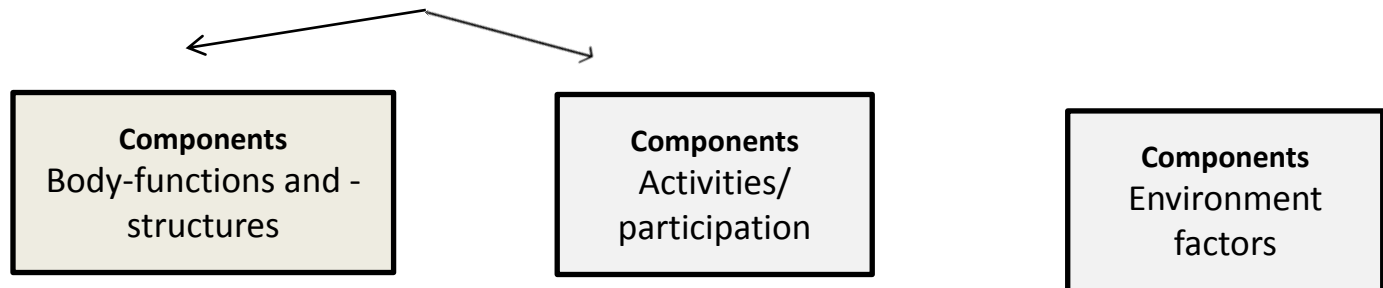 Components
Body-functions and -
structures
Components
Activities/
participation
Components
Environment
factors